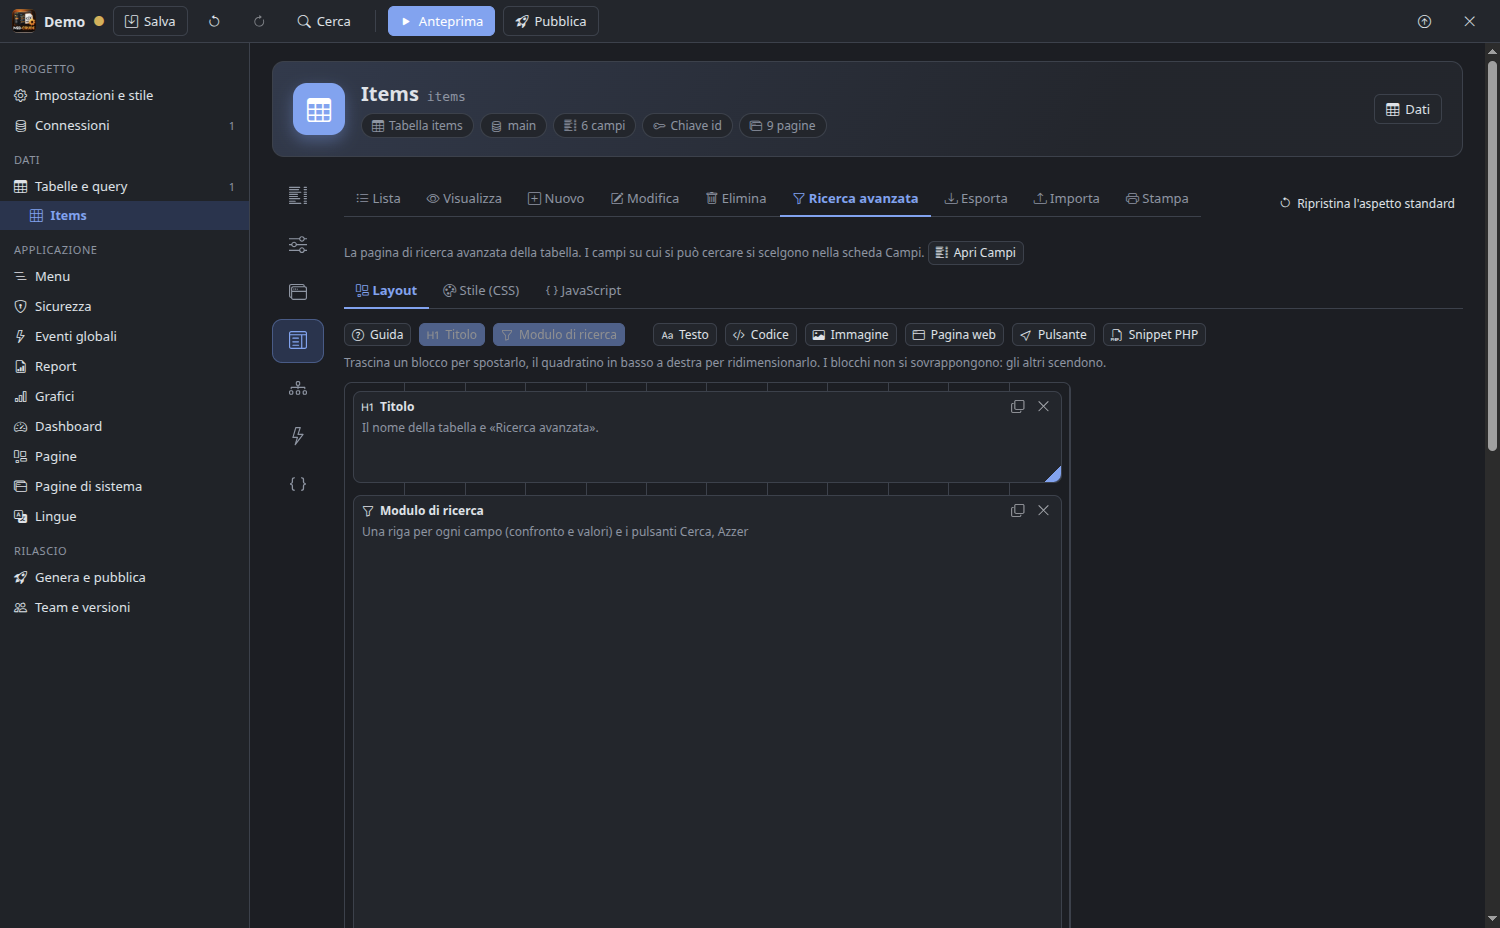 Demo
Salva
Cerca
Anteprima
Pubblica
PROGETTO
Impostazioni e stile
Connessioni 1
DATI
Tabelle e query 1
Items
APPLICAZIONE
Menu
Sicurezza
Eventi globali
Report
Grafici
Dashboard
Pagine
Pagine di sistema
Lingue
RILASCIO
Genera e pubblica
Team e versioni
Items items
Tabella items
main
6 campi
Chiave id
9 pagine
Dati
Lista
Visualizza
Nuovo
Modifica
Elimina
Ricerca avanzata
Esporta
Importa
Stampa
Ripristina l'aspetto standard
La pagina di ricerca avanzata della tabella. I campi su cui si può cercare si scelgono nella scheda Campi.
Apri Campi
Layout
Stile (CSS)
{ } JavaScript
Guida
H1 Titolo
Modulo di ricerca
Aa Testo
Codice
Immagine
Pagina web
Pulsante
Snippet PHP
Trascina un blocco per spostarlo, il quadratino in basso a destra per ridimensionarlo. I blocchi non si sovrappongono: gli altri scendono.
H1 Titolo
Il nome della tabella e «Ricerca avanzata».
Modulo di ricerca
Una riga per ogni campo (confronto e valori) e i pulsanti Cerca, Azzer